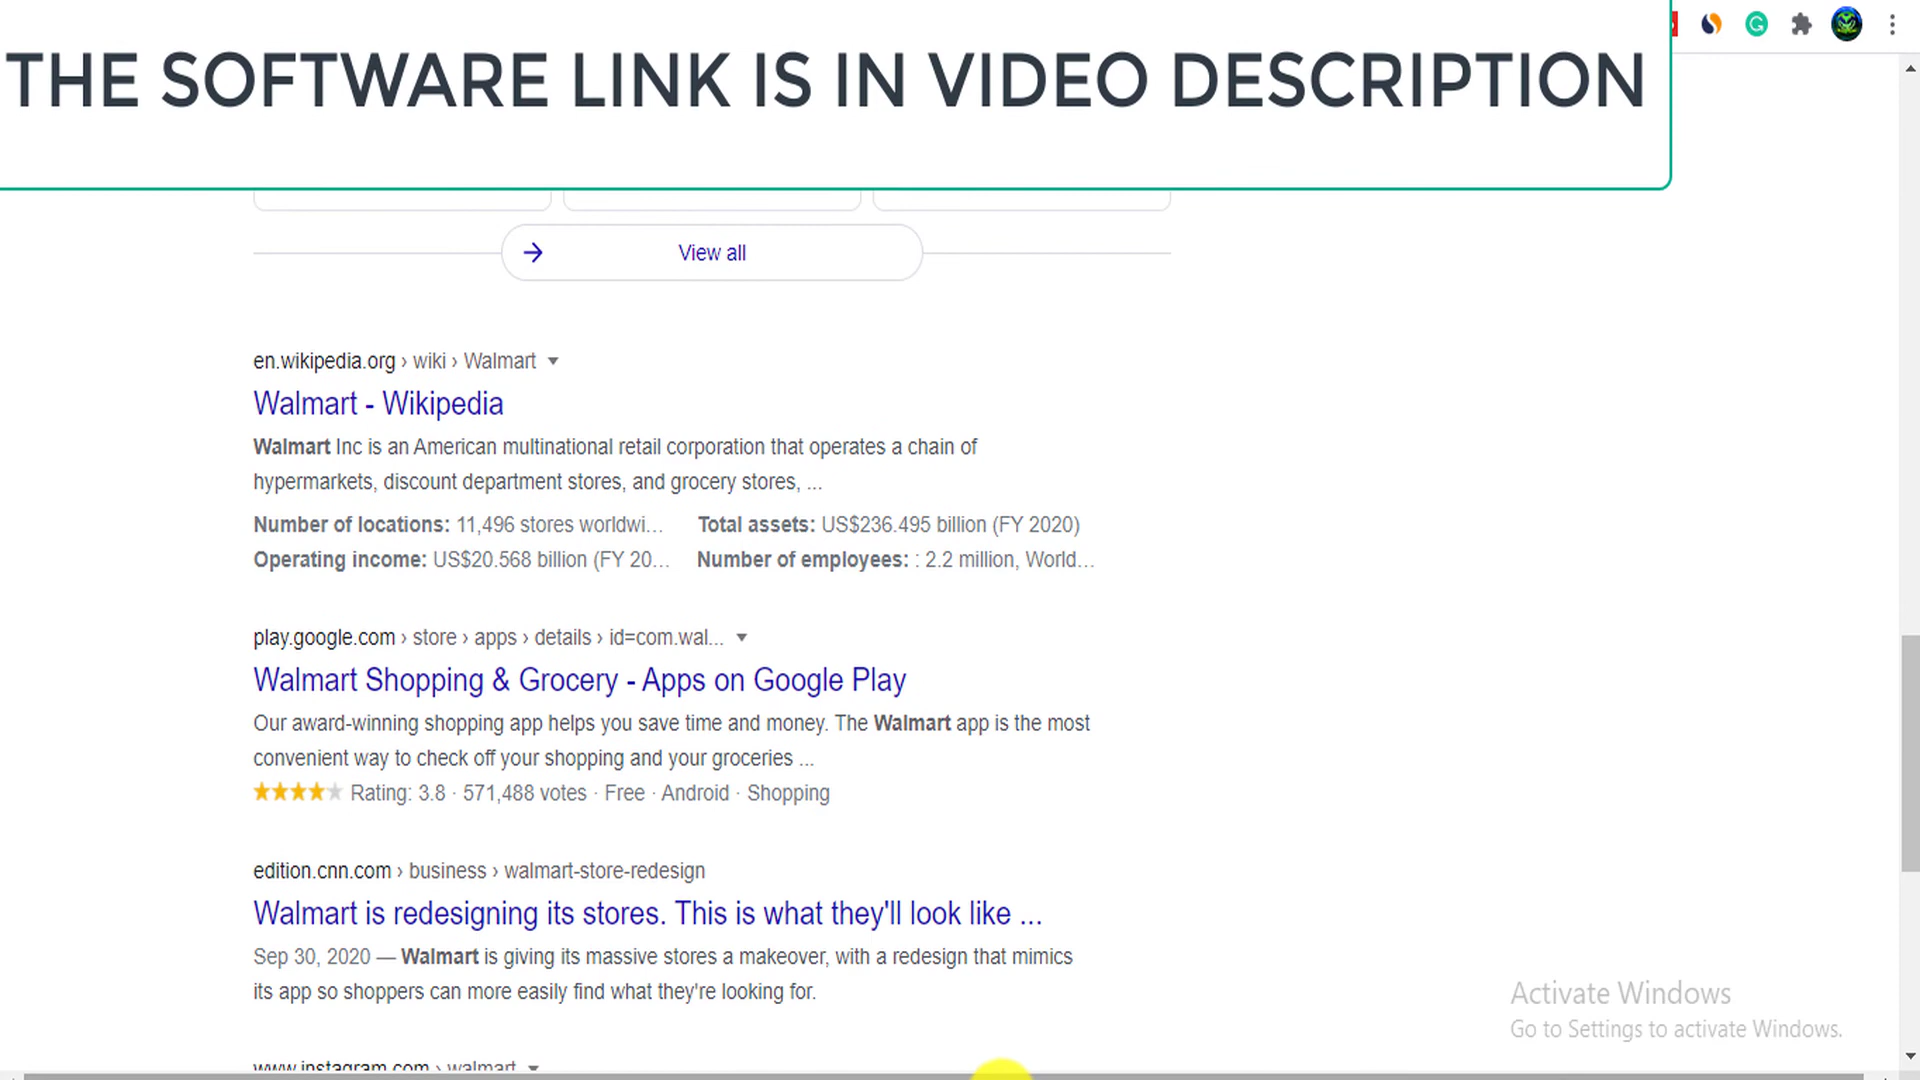 THE SOFTWARE LINK IS IN VIDEO DESCRIPTION
View all
en.wikipedia.org › wiki › Walmart
Walmart - Wikipedia
Walmart Inc is an American multinational retail corporation that operates a chain of
hypermarkets, discount department stores, and grocery stores, ...
Number of locations: 11,496 stores worldwi... Total assets: US$236.495 billion (FY 2020)
Operating income: US$20.568 billion (FY 20... Number of employees: : 2.2 million, World...
play.google.com › store › apps › details › id=com.wal...
Walmart Shopping & Grocery - Apps on Google Play
Our award-winning shopping app helps you save time and money. The Walmart app is the most
convenient way to check off your shopping and your groceries ...
Rating: 3.8 · 571,488 votes · Free · Android · Shopping
edition.cnn.com › business › walmart-store-redesign
Walmart is redesigning its stores. This is what they'll look like ...
Sep 30, 2020 — Walmart is giving its massive stores a makeover, with a redesign that mimics
its app so shoppers can more easily find what they're looking for.
Activate Windows
Go to Settings to activate Windows.
www.instagram.com › walmart